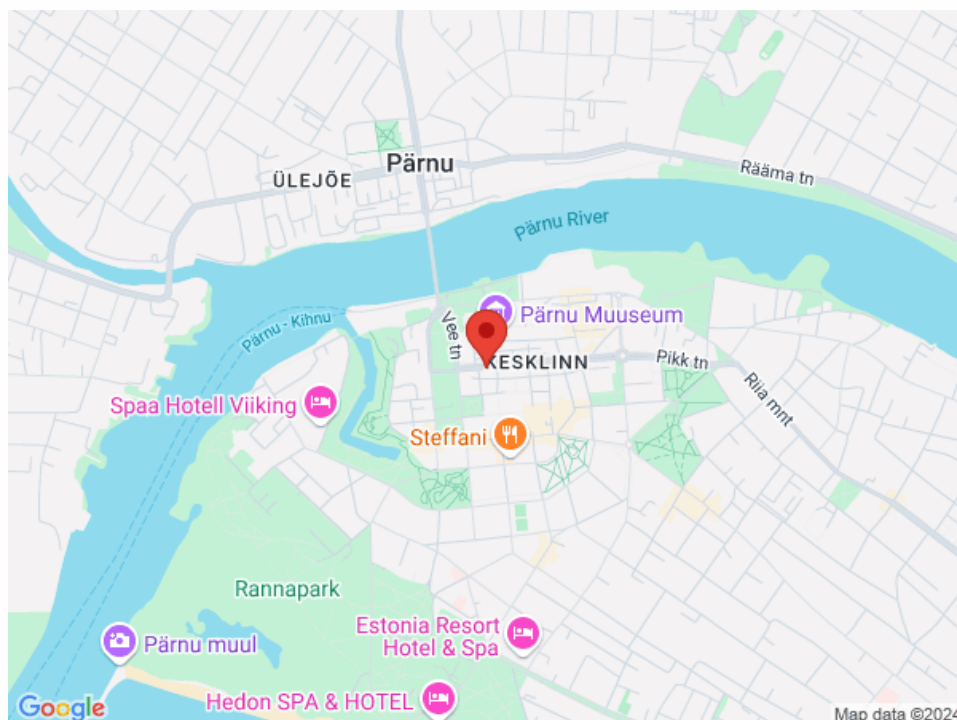 Pärnu
ÜLEJÕE
Rääma tn
Pärnu River
Pärnu - Kihnu
Vee tn
Pärnu Muuseum
KESKLINN
Pikk tn
Riia mnt
Spaa Hotell Viiking
Steffani
Rannapark
Estonia Resort
Hotel & Spa
Pärnu muul
Hedon SPA & HOTEL
Google
Map data ©2024